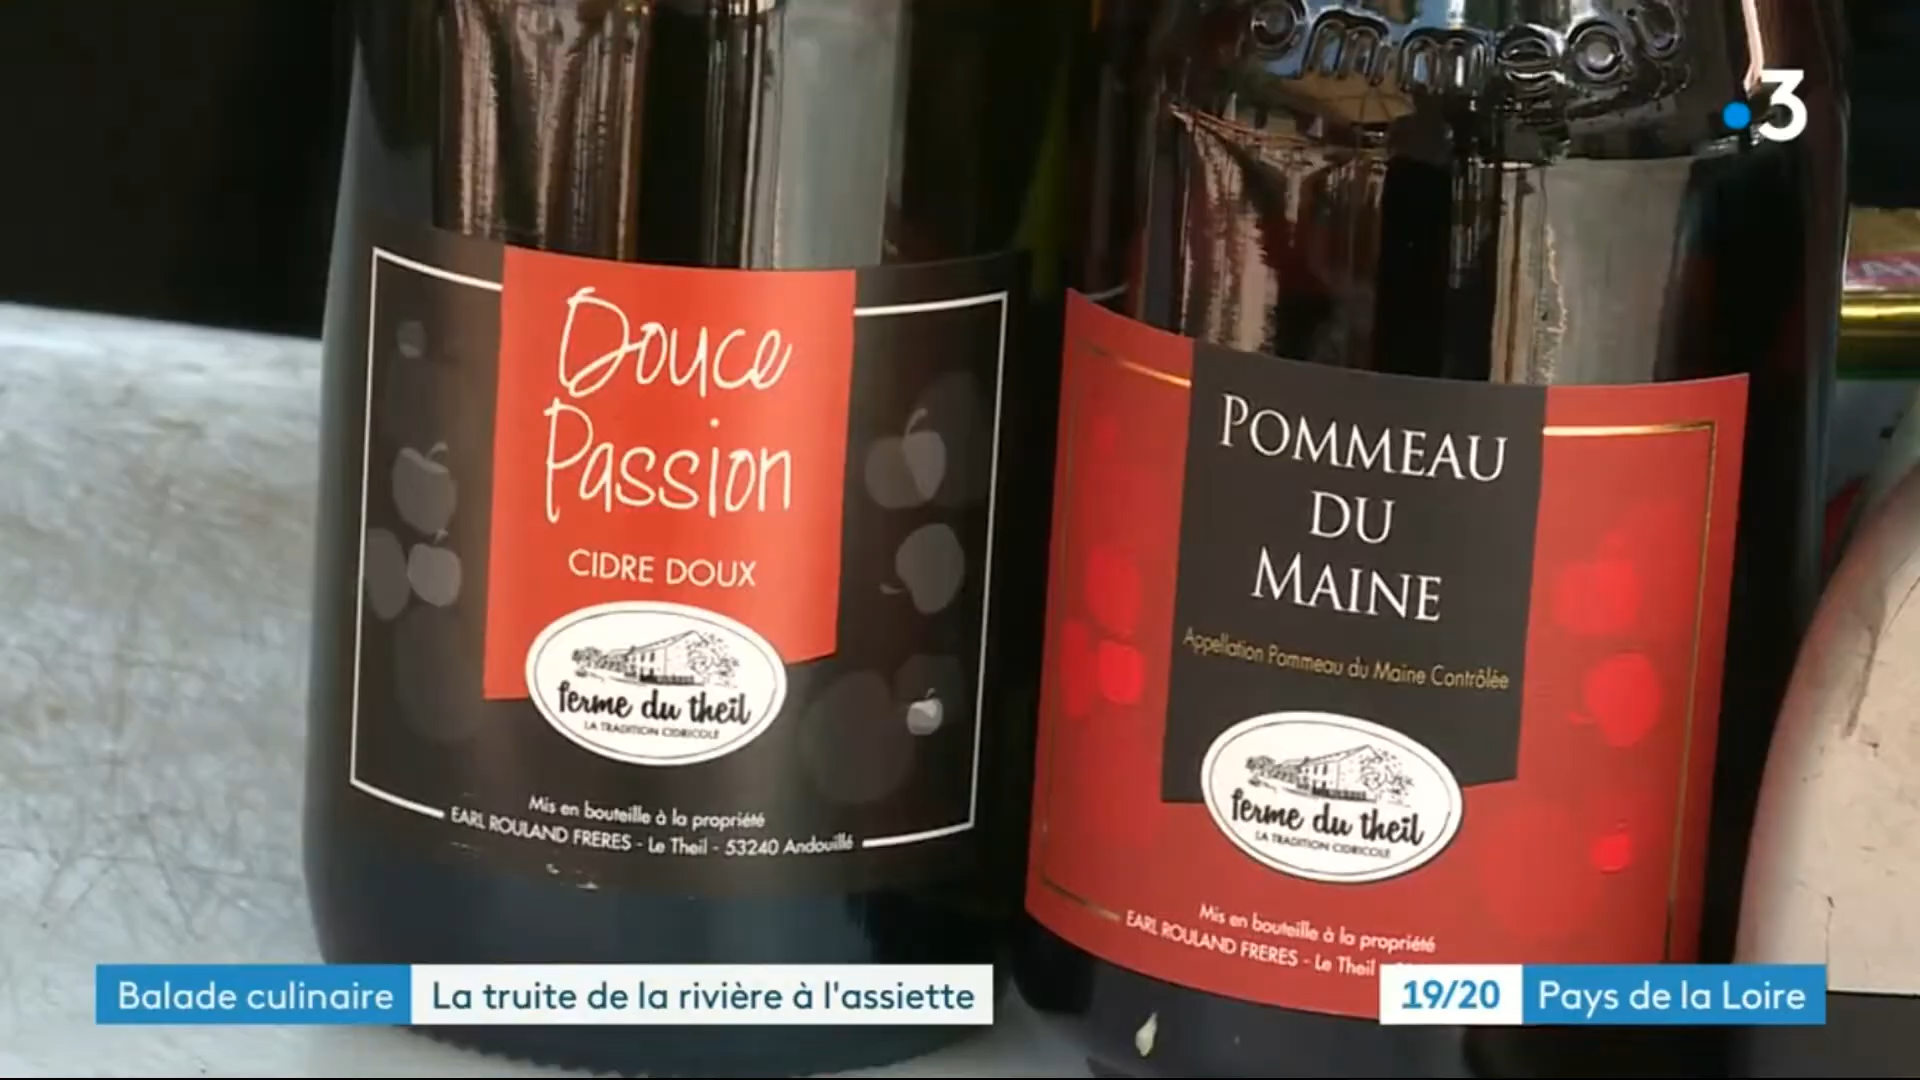 Pommeau
3
Douce
Passion
CIDRE DOUX
ferme du theil
LA TRADITION CIDRICOLE
Mis en bouteille à la propriété
EARL ROULAND FRERES - Le Theil - 53240 Andouillé
POMMEAU
DU
MAINE
Appellation Pommeau du Maine Contrôlée
ferme du theil
LA TRADITION CIDRICOLE
Mis en bouteille à la propriété
EARL ROULAND FRERES - Le Theil
Balade culinaire La truite de la rivière à l'assiette
19/20 Pays de la Loire